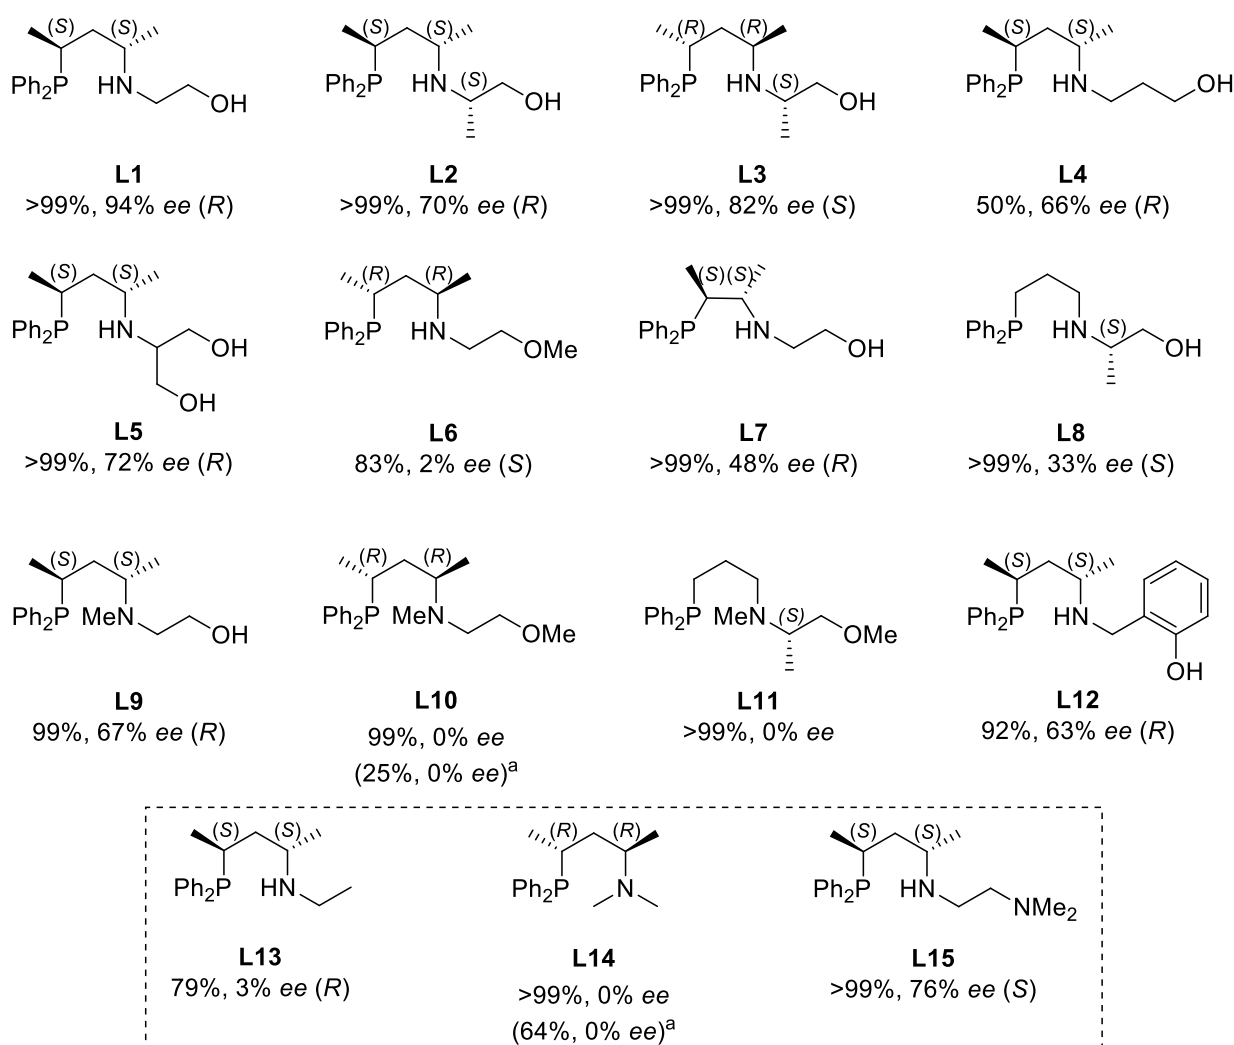 (S) (S) (S) (S) (R) (R) (S) (S)
Ph2P HN OH Ph2P HN (S) OH Ph2P HN (S) OH Ph2P HN OH
L1 L2 L3 L4
>99%, 94% ee (R) >99%, 70% ee (R) >99%, 82% ee (S) 50%, 66% ee (R)
(S) (S) (R) (R) (S) (S)
Ph2P HN OH OH Ph2P HN OMe Ph2P HN OH Ph2P HN (S) OH
L5 L6 L7 L8
>99%, 72% ee (R) 83%, 2% ee (S) >99%, 48% ee (R) >99%, 33% ee (S)
(S) (S) (R) (R) (S) (S)
Ph2P MeN OH Ph2P MeN OMe Ph2P MeN (S) OMe Ph2P HN OH
L9 L10 L11 L12
99%, 67% ee (R) 99%, 0% ee >99%, 0% ee 92%, 63% ee (R)
(25%, 0% ee)a
(S) (S) (R) (R) (S) (S)
Ph2P HN Ph2P N Ph2P HN NMe2
L13 L14 L15
79%, 3% ee (R) >99%, 0% ee >99%, 76% ee (S)
(64%, 0% ee)a